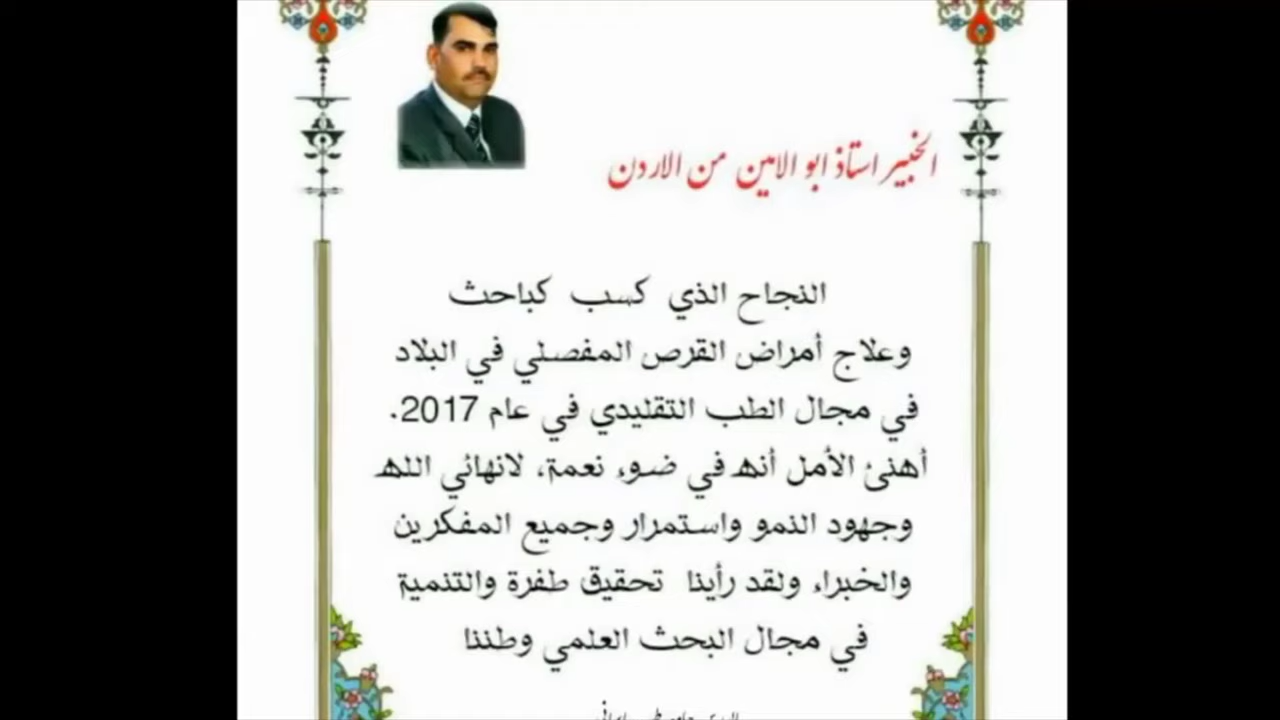 الخبير استاذ ابو الامين من الاردن
النجاح الذي كسب كباحث
وعلاج أمراض القرص المفصلي في البلاد
في مجال الطب التقليدي في عام 2017.
أهنئ الأمل أنه في ضوء نعمة، لانهائي الله
وجهود النمو واستمرار وجميع المفكرين
والخبراء ولقد رأينا تحقيق طفرة والتنمية
في مجال البحث العلمي وطننا